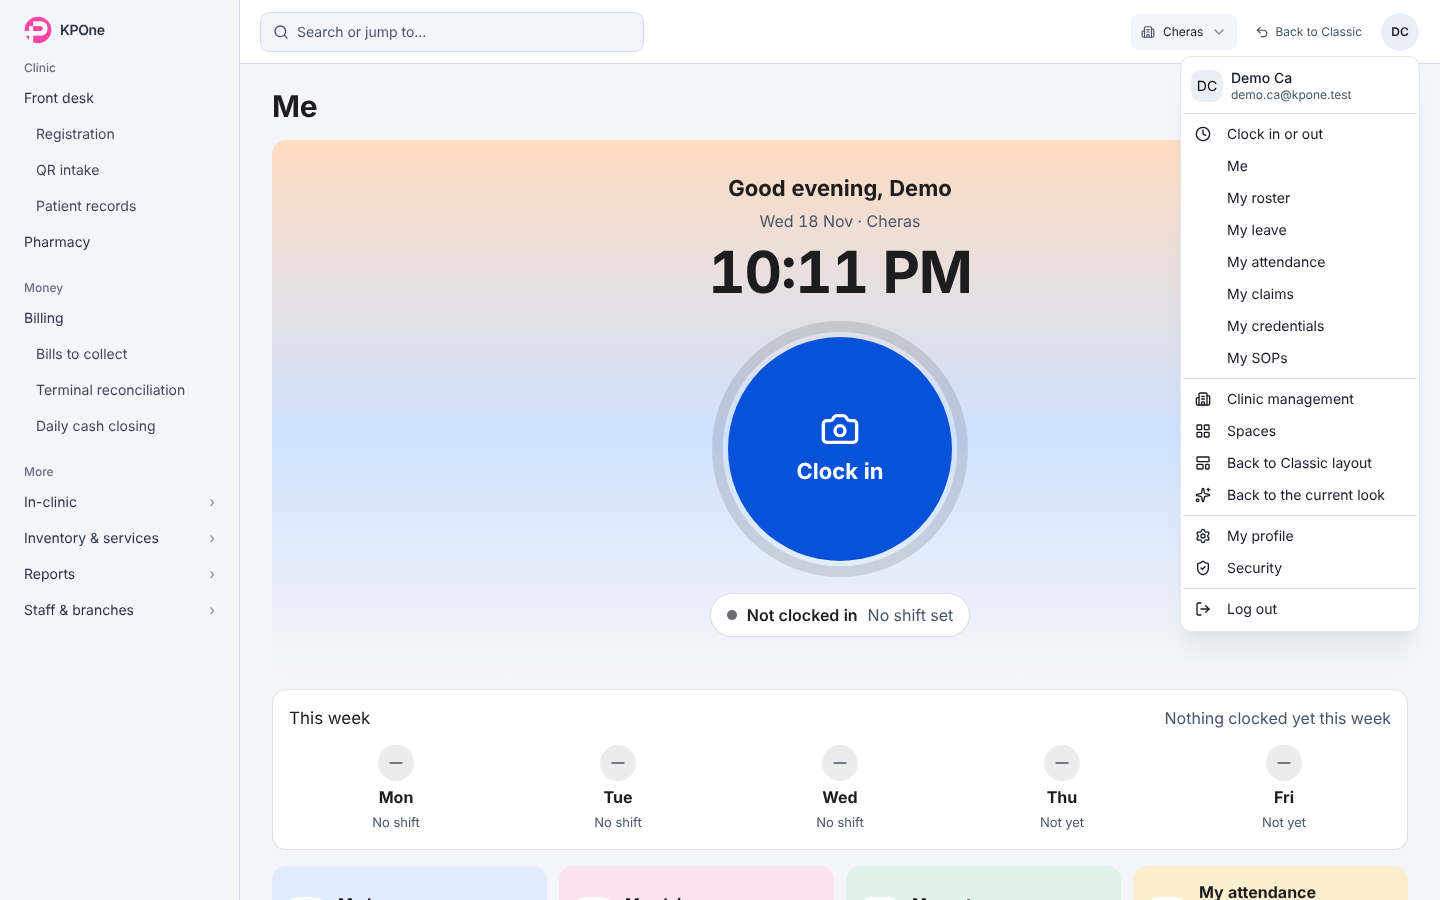 KPOne
Clinic
Front desk
Registration
QR intake
Patient records
Pharmacy
Money
Billing
Bills to collect
Terminal reconciliation
Daily cash closing
More
In-clinic
Inventory & services
Reports
Staff & branches
Search or jump to...
Cheras
Back to Classic
DC
Me
Good evening, Demo
Wed 18 Nov · Cheras
10:11 PM
Clock in
Not clocked in No shift set
DC
Demo Ca
demo.ca@kpone.test
Clock in or out
Me
My roster
My leave
My attendance
My claims
My credentials
My SOPs
Clinic management
Spaces
Back to Classic layout
Back to the current look
My profile
Security
Log out
This week
Nothing clocked yet this week
Mon
No shift
Tue
No shift
Wed
No shift
Thu
Not yet
Fri
Not yet
My attendance